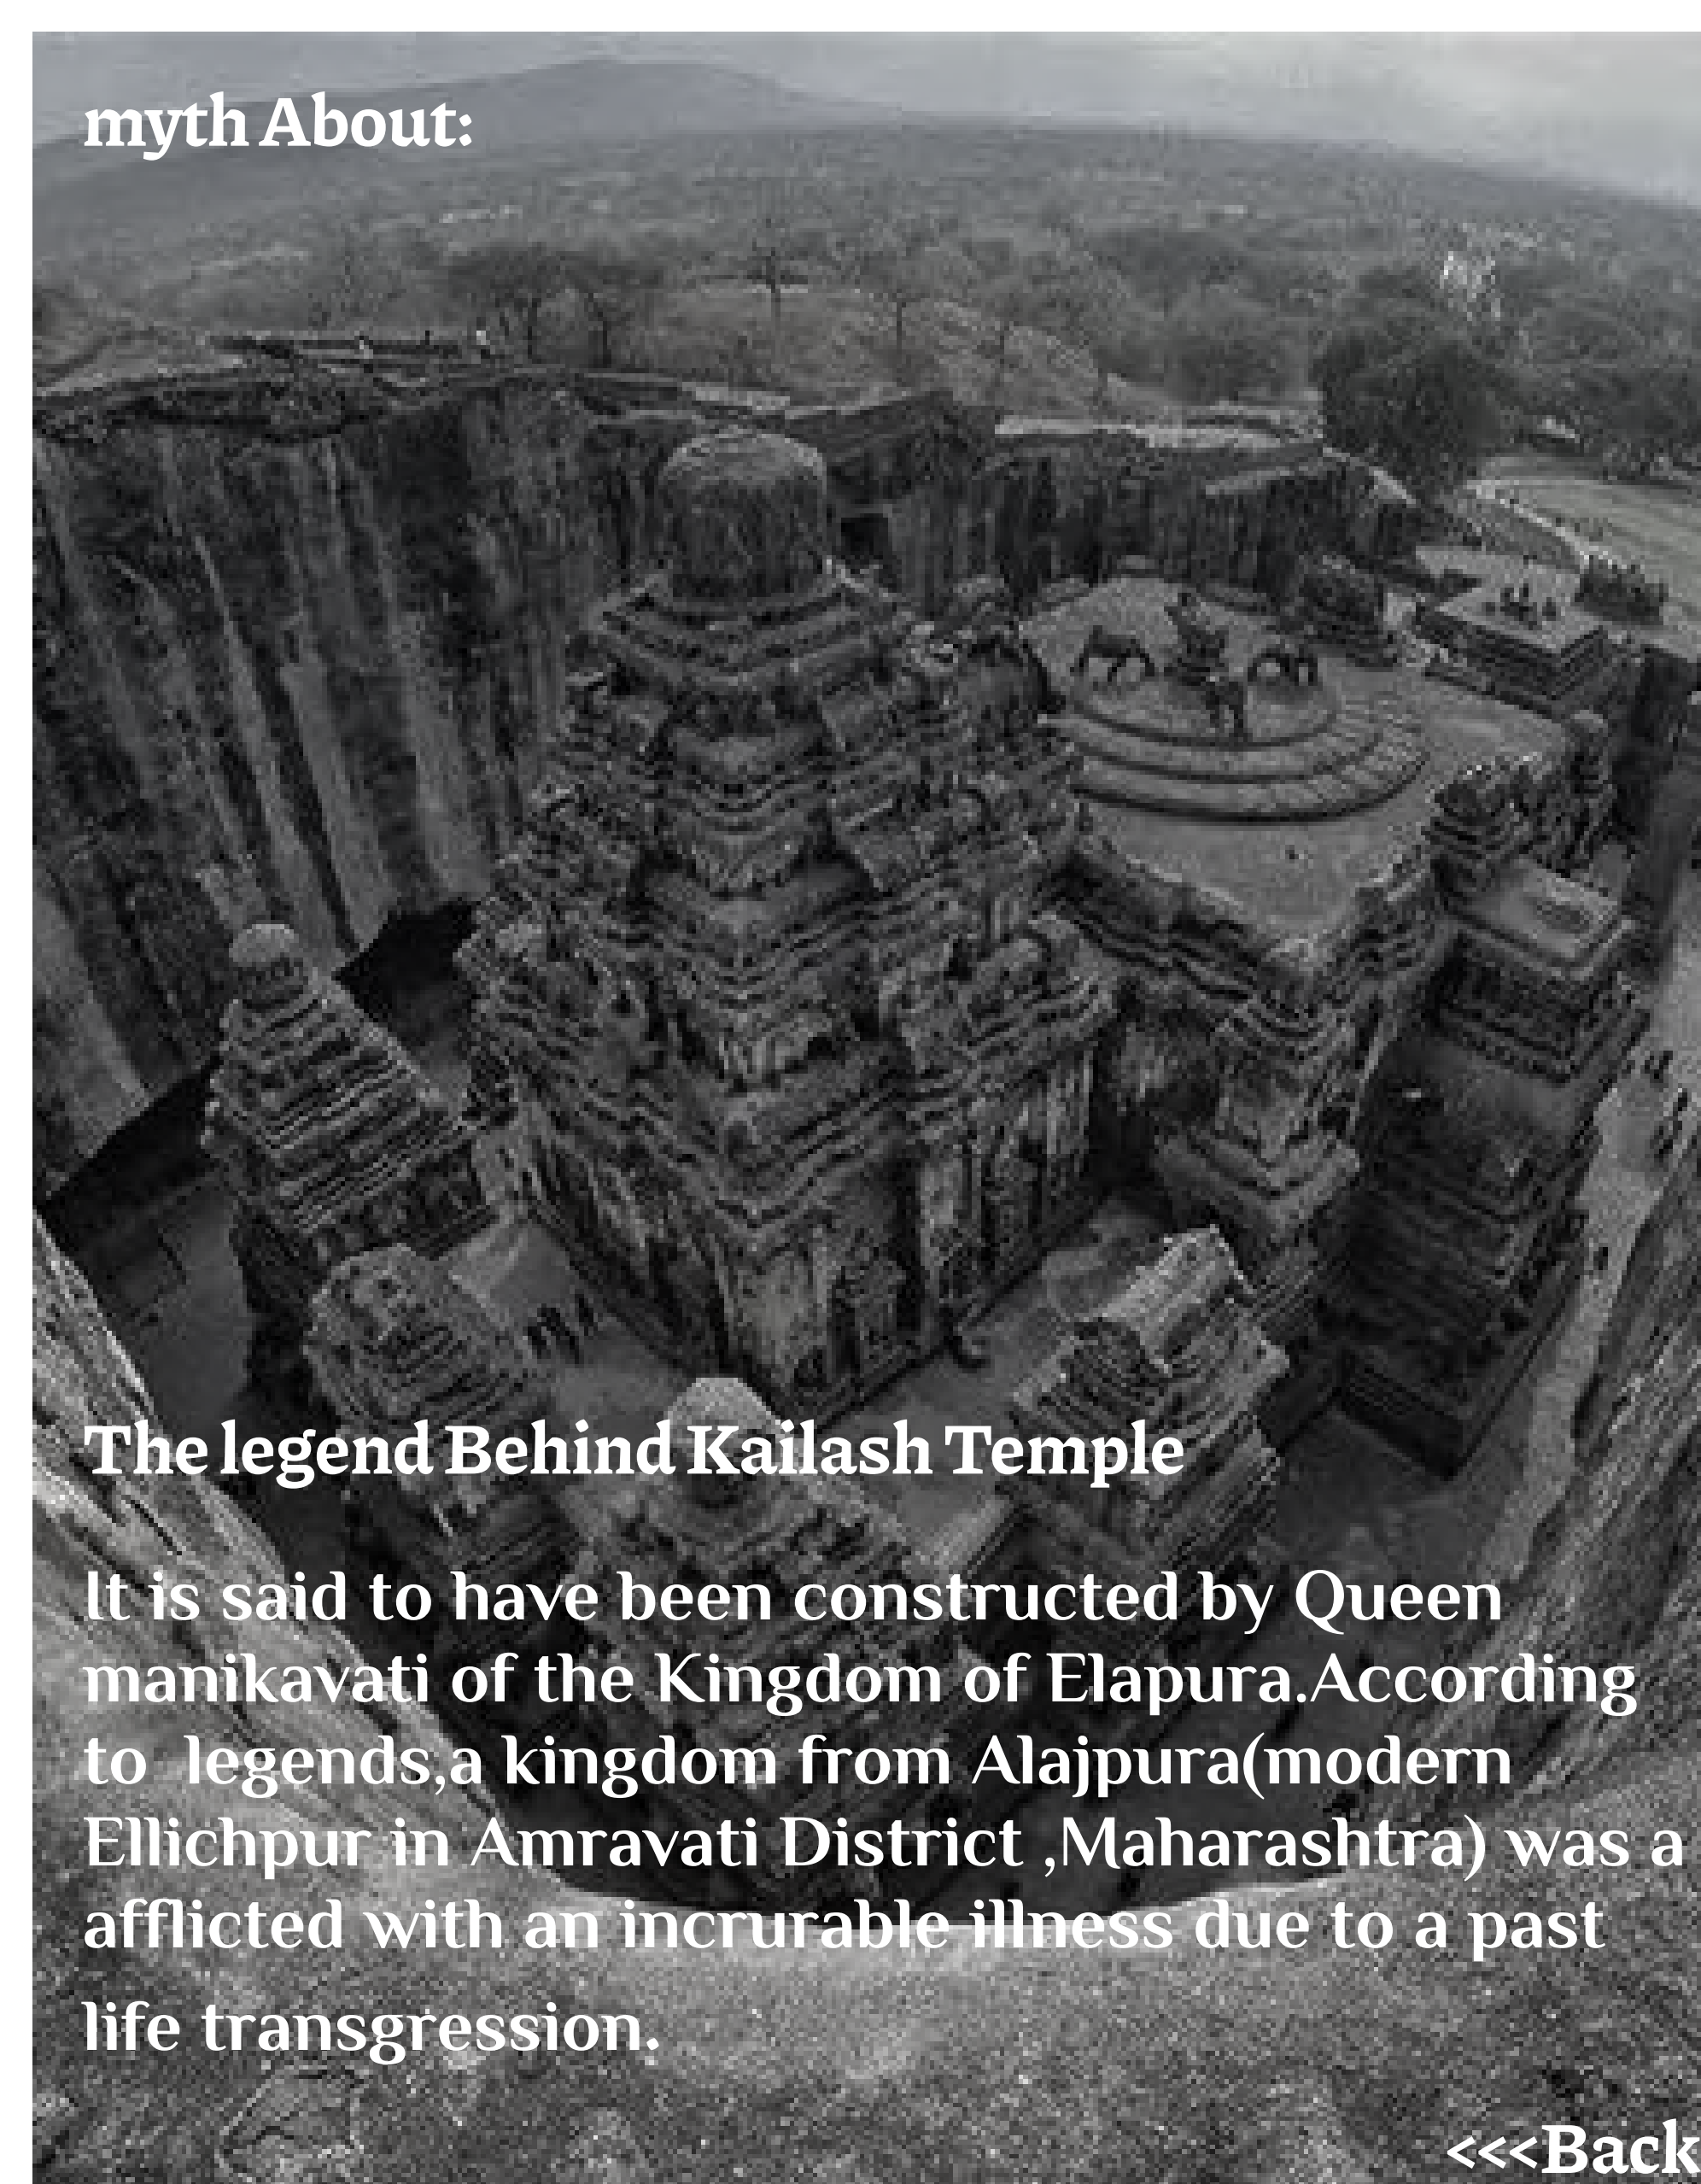 myth About:
The legend Behind Kailash Temple
It is said to have been constructed by Queen
manikavati of the Kingdom of Elapura.According
to  legends,a kingdom from Alajpura(modern
Ellichpur in Amravati District ,Maharashtra) was a
afflicted with an incrurable illness due to a past
life transgression.
<<<Back